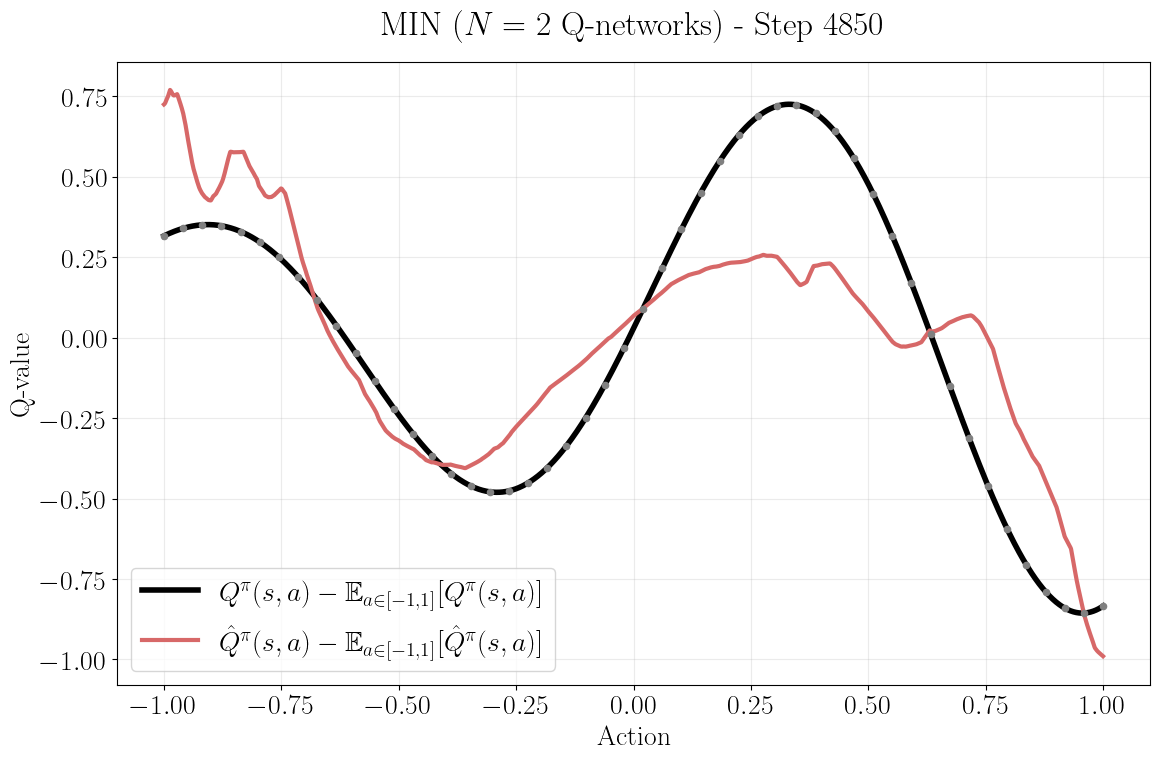 MIN (N = 2 Q-networks) - Step 4850
Q-value
0.75
0.50
0.25
0.00
−0.25
−0.50
−0.75
−1.00
Q^π(s, a) − 𝔼_{a∈[−1,1]}[Q^π(s, a)]
Q̂^π(s, a) − 𝔼_{a∈[−1,1]}[Q̂^π(s, a)]
−1.00 −0.75 −0.50 −0.25 0.00 0.25 0.50 0.75 1.00
Action